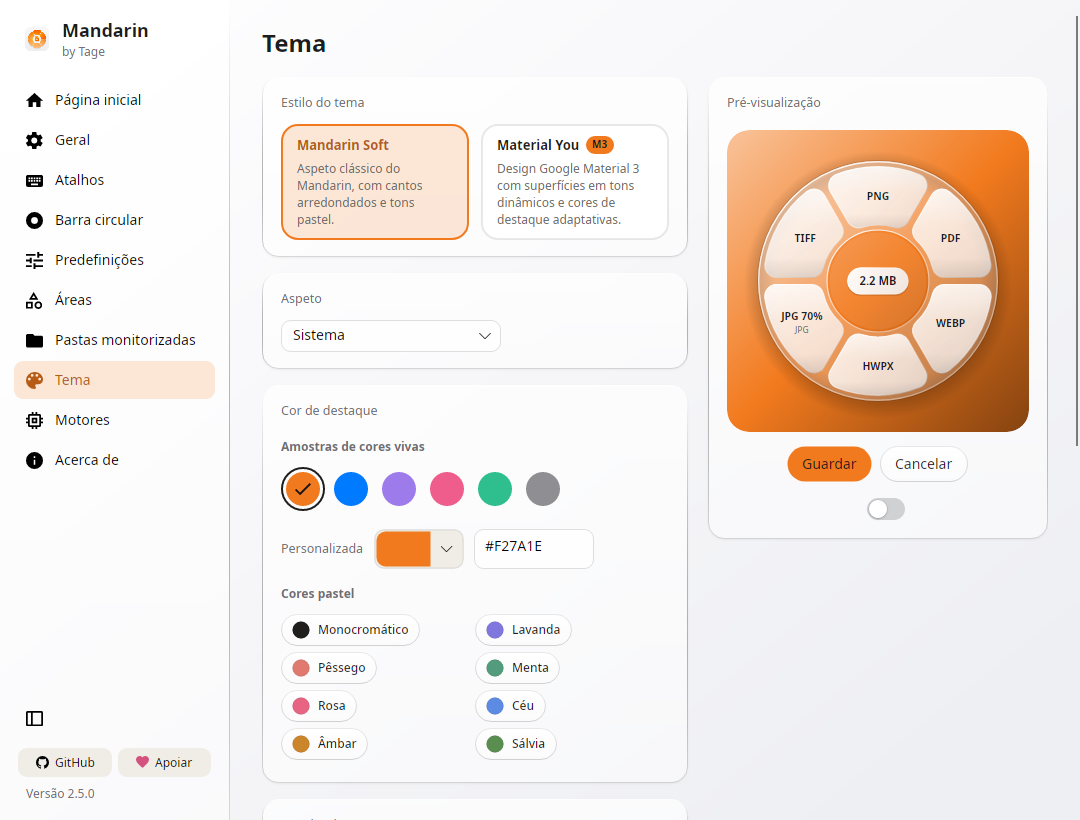 Mandarin
by Tage
Página inicial
Geral
Atalhos
Barra circular
Predefinições
Áreas
Pastas monitorizadas
Tema
Motores
Acerca de
GitHub
Apoiar
Versão 2.5.0
Tema
Estilo do tema
Mandarin Soft
Aspeto clássico do
Mandarin, com cantos
arredondados e tons
pastel.
Material You M3
Design Google Material 3
com superfícies em tons
dinâmicos e cores de
destaque adaptativas.
Aspeto
Sistema
Cor de destaque
Amostras de cores vivas
Personalizada
#F27A1E
Cores pastel
Monocromático
Lavanda
Pêssego
Menta
Rosa
Céu
Âmbar
Sálvia
Pré-visualização
PNG
TIFF
PDF
2.2 MB
JPG 70%
JPG
WEBP
HWPX
Guardar
Cancelar